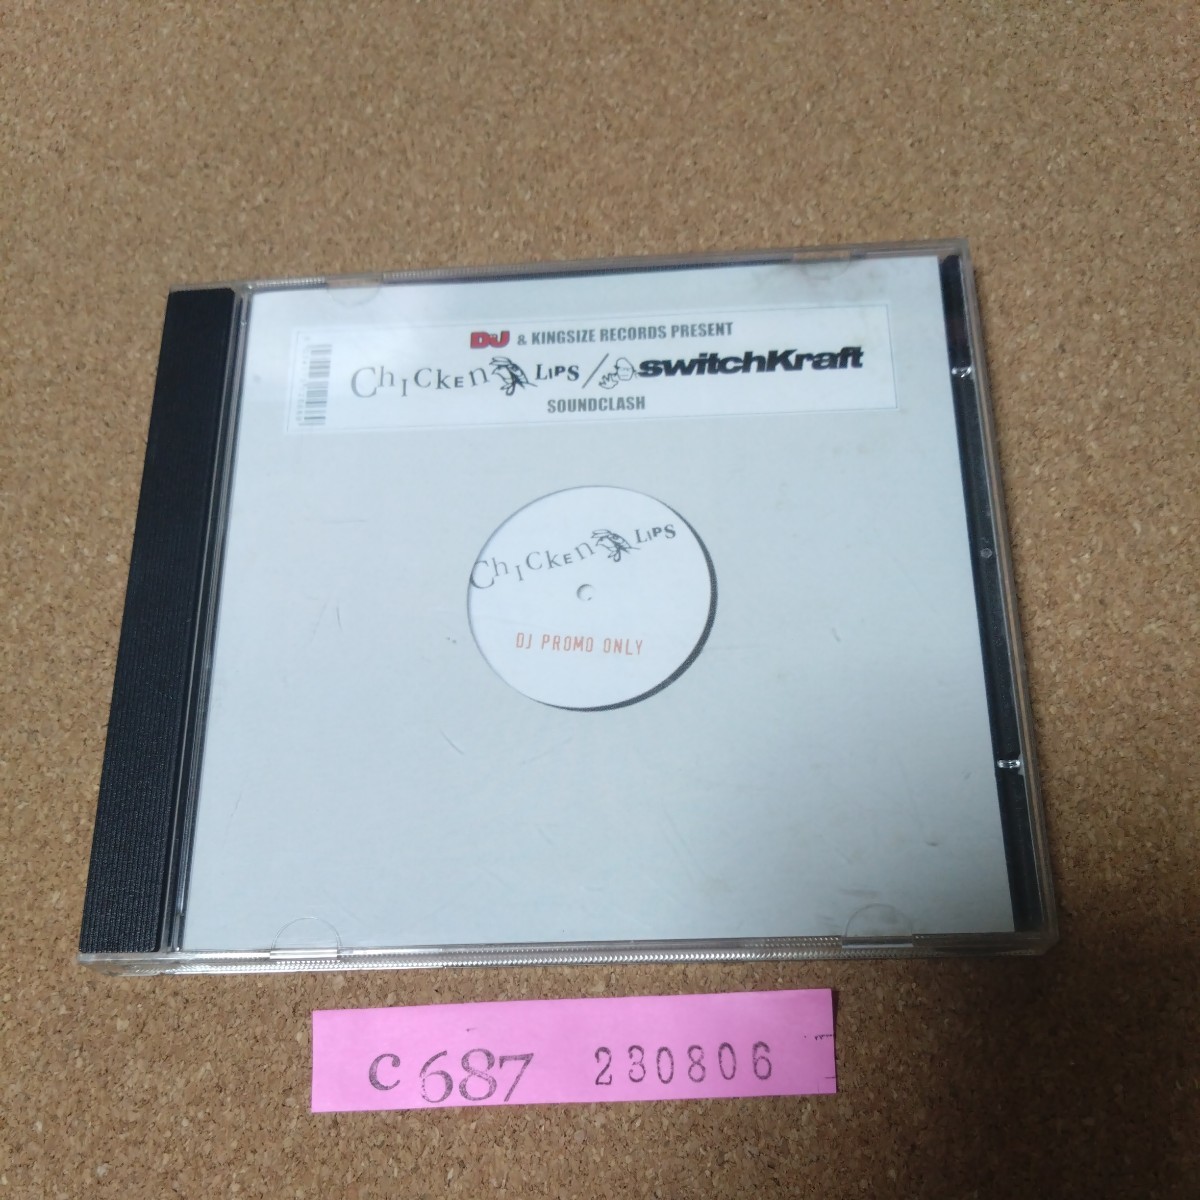 DJ & KINGSIZE RECORDS PRESENT
ChICKEn LIPS / switchKraft
SOUNDCLASH
ChICKEn LIPS
DJ PROMO ONLY
c687 230806